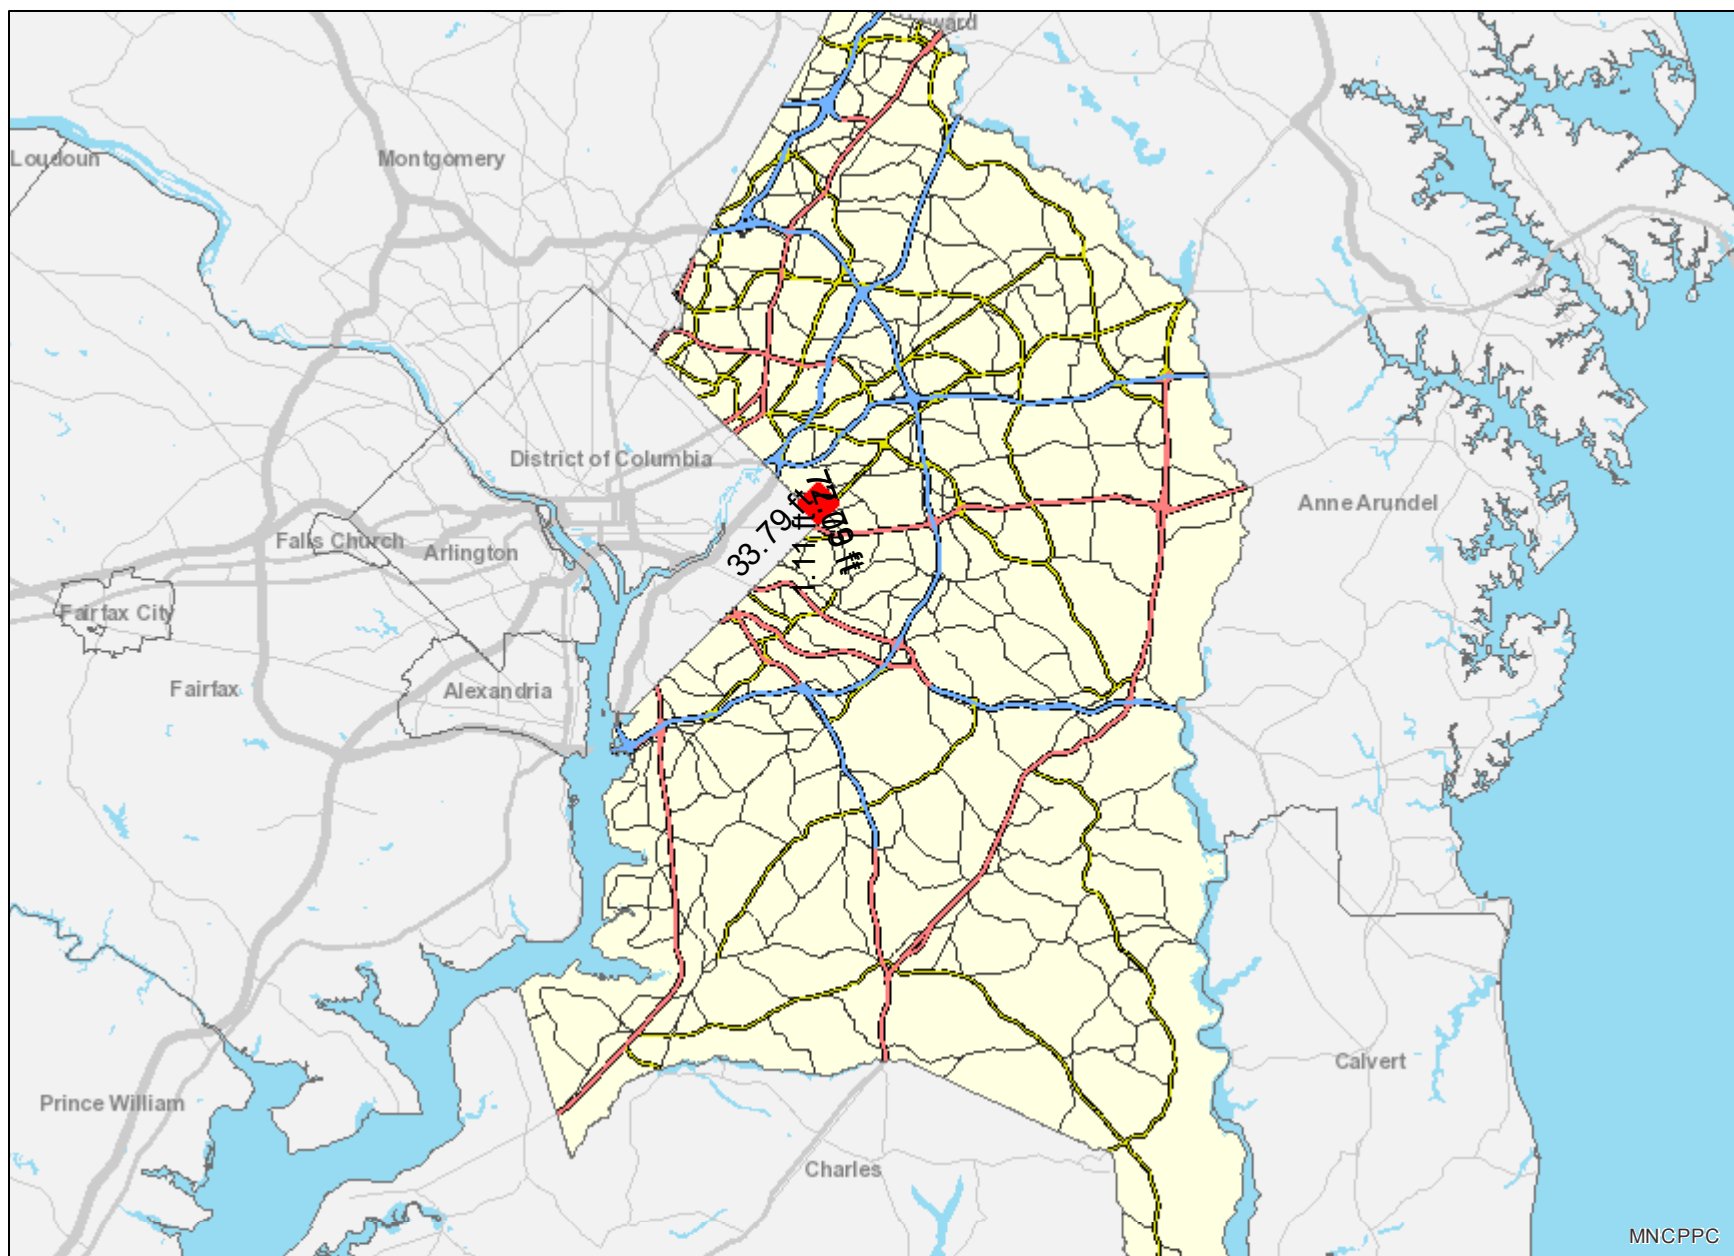 Howard
Loudoun
Montgomery
District of Columbia
Anne Arundel
33.79 ft
Falls Church
Arlington
Fairfax City
Fairfax
Alexandria
Calvert
Prince William
Charles
MNCPPC